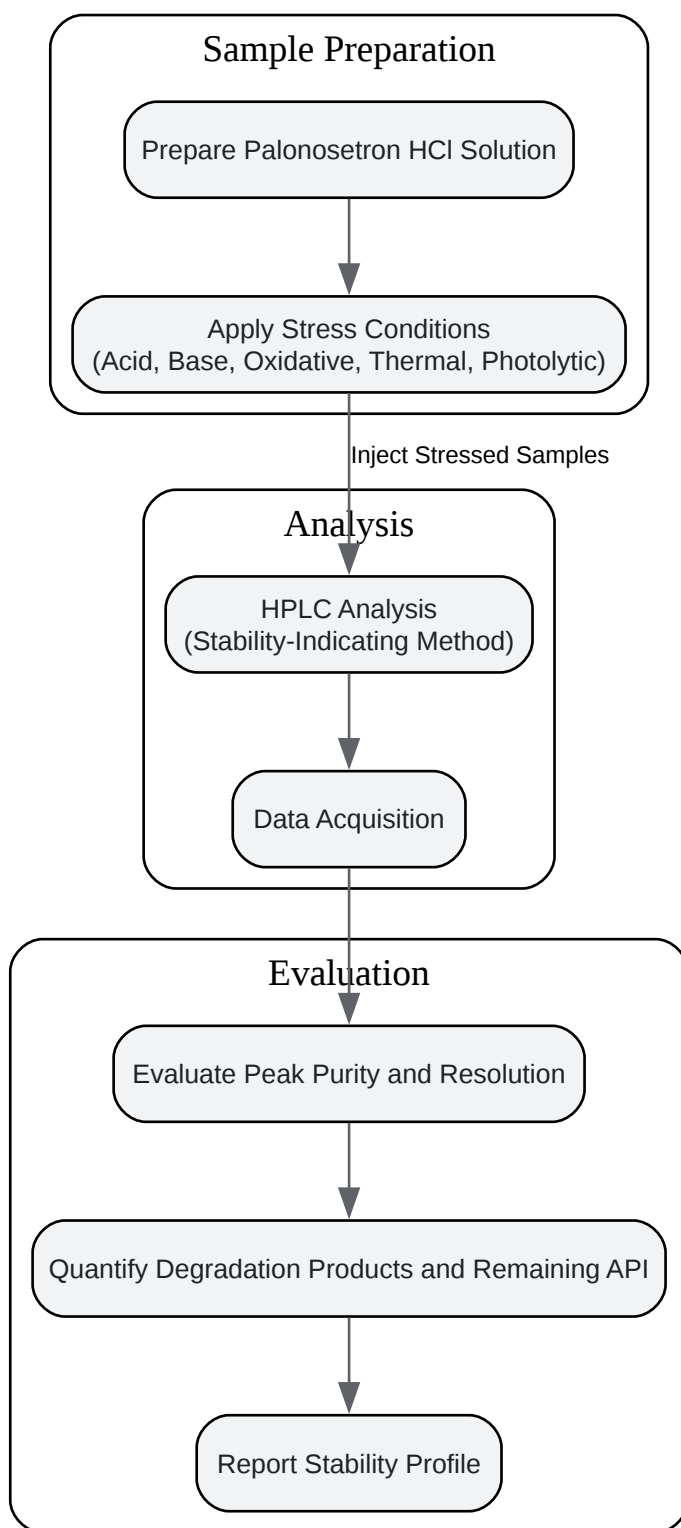 Sample Preparation
Prepare Palonosetron HCl Solution
Apply Stress Conditions
(Acid, Base, Oxidative, Thermal, Photolytic)
Inject Stressed Samples
Analysis
HPLC Analysis
(Stability-Indicating Method)
Data Acquisition
Evaluation
Evaluate Peak Purity and Resolution
Quantify Degradation Products and Remaining API
Report Stability Profile